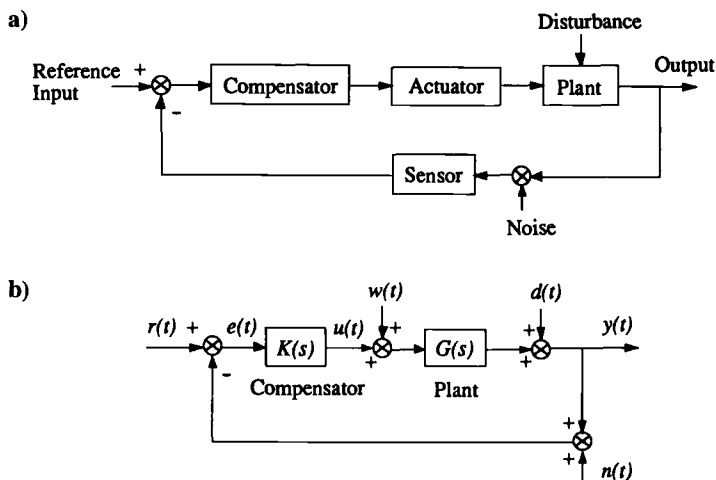 a)
Disturbance
Reference
Input
+
-
Compensator
Actuator
Plant
Output
Sensor
Noise
b)
w(t)
d(t)
r(t) +
e(t)
K(s)
u(t)
+
+
G(s)
+
+
y(t)
-
Compensator
Plant
+
+
n(t)